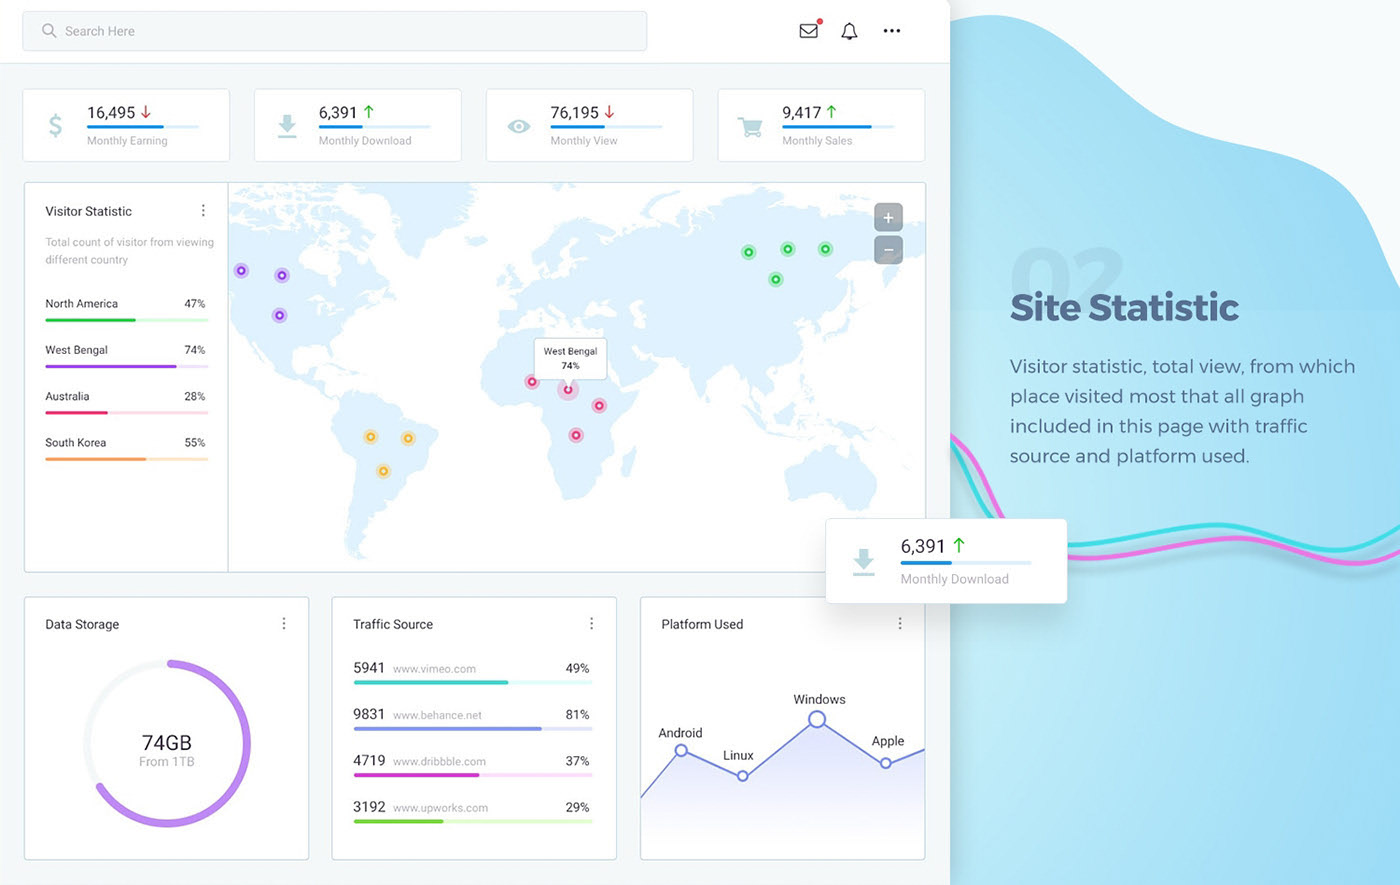 Search Here
16,495
Monthly Earning
6,391
Monthly Download
76,195
Monthly View
9,417
Monthly Sales
Visitor Statistic
Total count of visitor from viewing
different country
North America 47%
West Bengal 74%
Australia 28%
South Korea 55%
+
−
West Bengal
74%
02
Site Statistic
Visitor statistic, total view, from which
place visited most that all graph
included in this page with traffic
source and platform used.
6,391
Monthly Download
Data Storage
74GB
From 1TB
Traffic Source
5941 www.vimeo.com 49%
9831 www.behance.net 81%
4719 www.dribbble.com 37%
3192 www.upworks.com 29%
Platform Used
Android
Linux
Windows
Apple